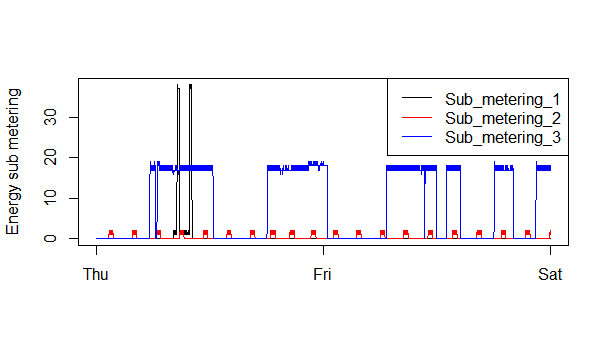 Sub_metering_1
Sub_metering_2
Sub_metering_3
Energy sub metering
30
20
10
0
Thu Fri Sat